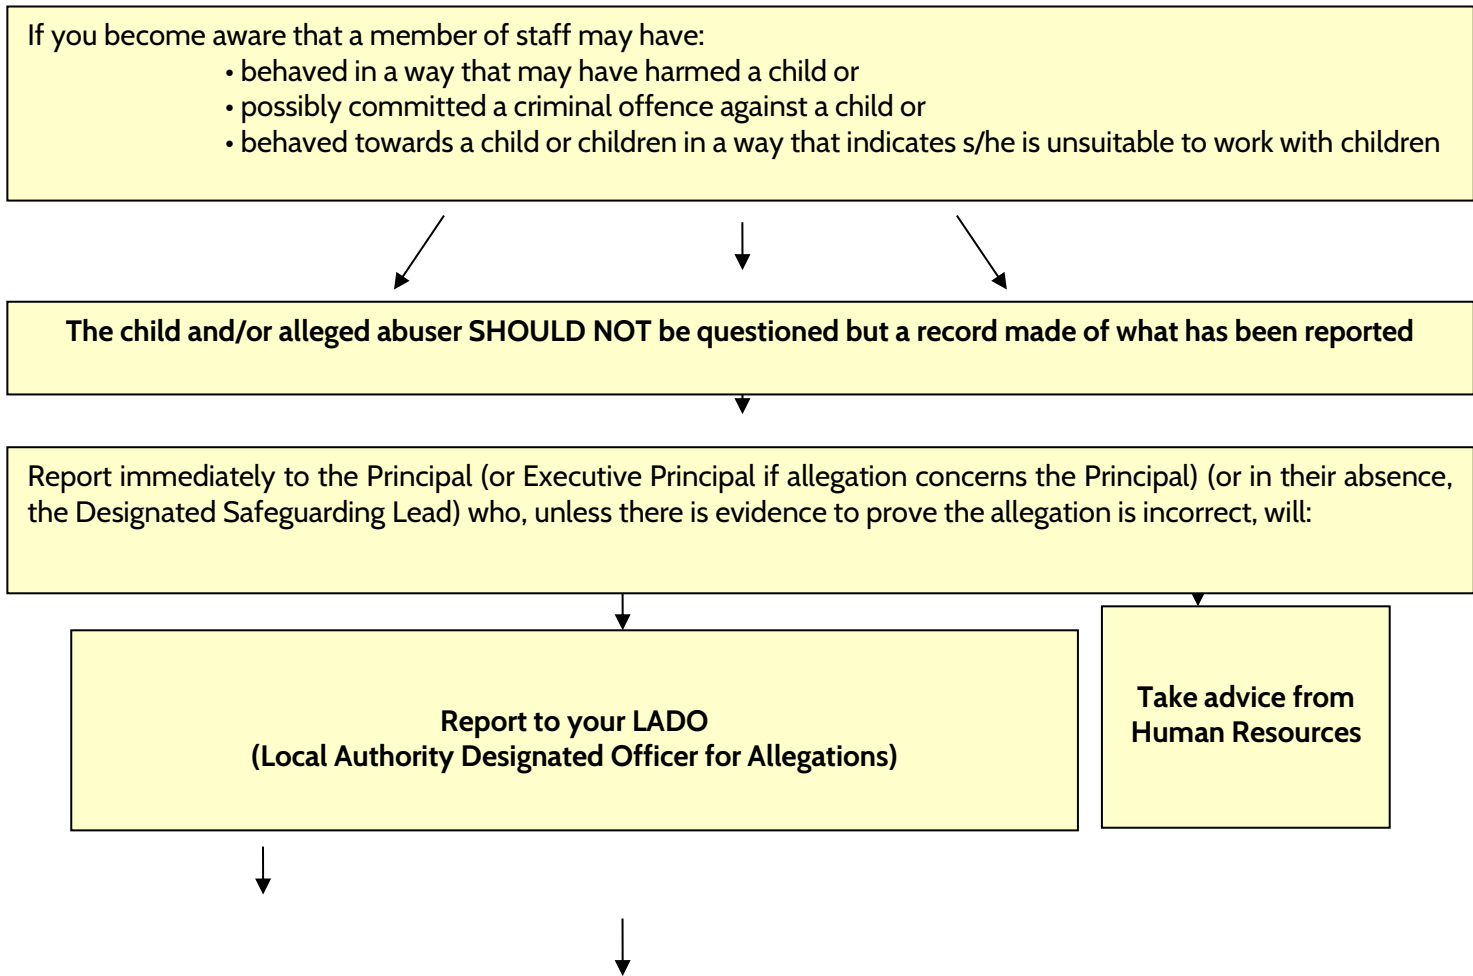 If you become aware that a member of staff may have:
• behaved in a way that may have harmed a child or
• possibly committed a criminal offence against a child or
• behaved towards a child or children in a way that indicates s/he is unsuitable to work with children
The child and/or alleged abuser SHOULD NOT be questioned but a record made of what has been reported
Report immediately to the Principal (or Executive Principal if allegation concerns the Principal) (or in their absence,
the Designated Safeguarding Lead) who, unless there is evidence to prove the allegation is incorrect, will:
Report to your LADO
(Local Authority Designated Officer for Allegations)
Take advice from
Human Resources